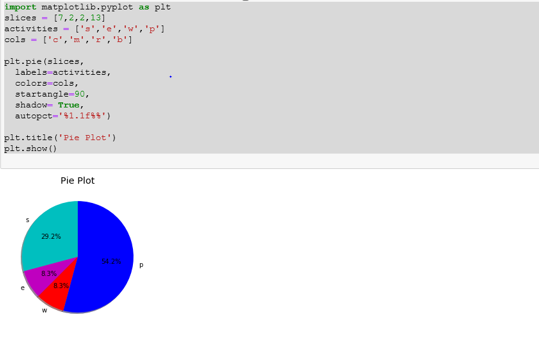 import matplotlib.pyplot as plt
slices = [7,2,2,13]
activities = ['s','e','w','p']
cols = ['c','m','r','b']
plt.pie(slices,
labels=activities,
colors=cols,
startangle=90,
shadow= True,
autopct='%1.1f%%')
plt.title('Pie Plot')
plt.show()
Pie Plot
s
29.2%
54.2%
p
8.3%
e
8.3%
w